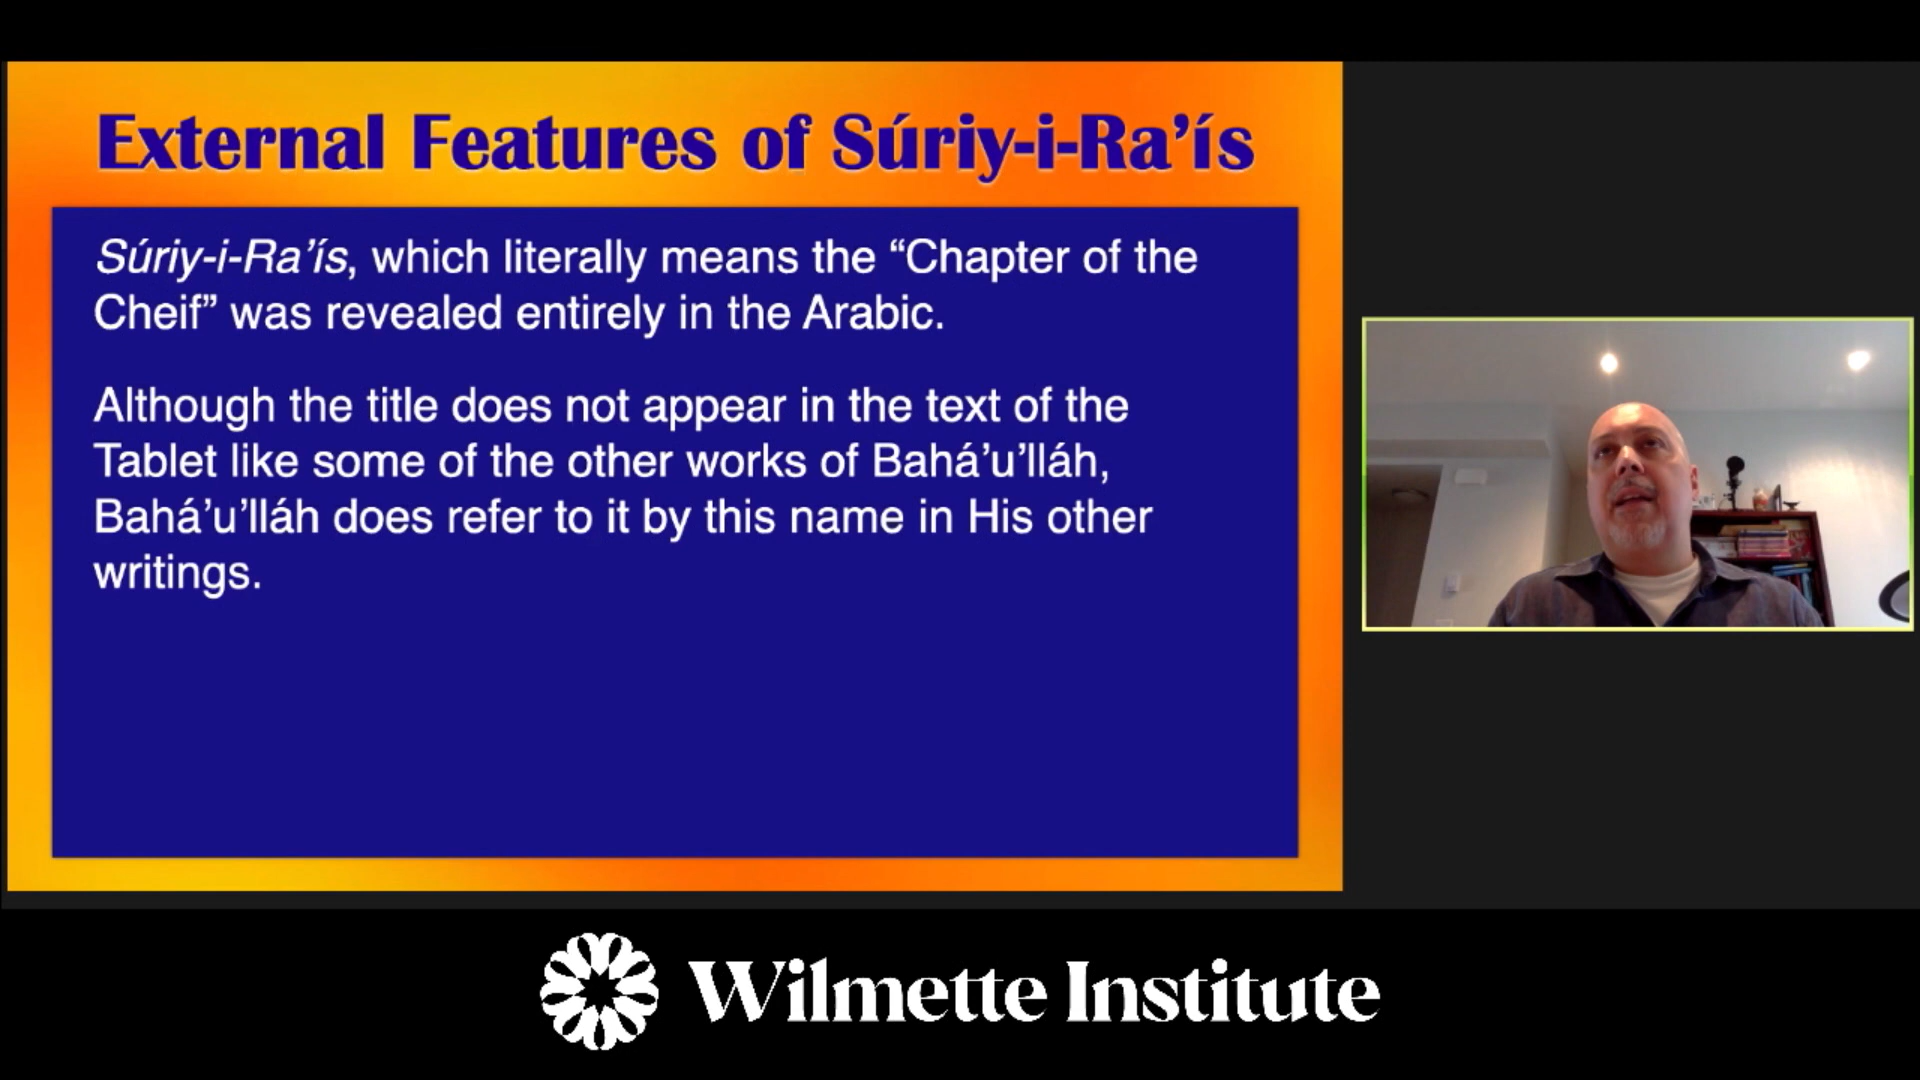 External Features of Súriy-i-Ra’ís
Súriy-i-Ra’ís, which literally means the “Chapter of the
Cheif” was revealed entirely in the Arabic.
Although the title does not appear in the text of the
Tablet like some of the other works of Bahá’u’lláh,
Bahá’u’lláh does refer to it by this name in His other
writings.
Wilmette Institute